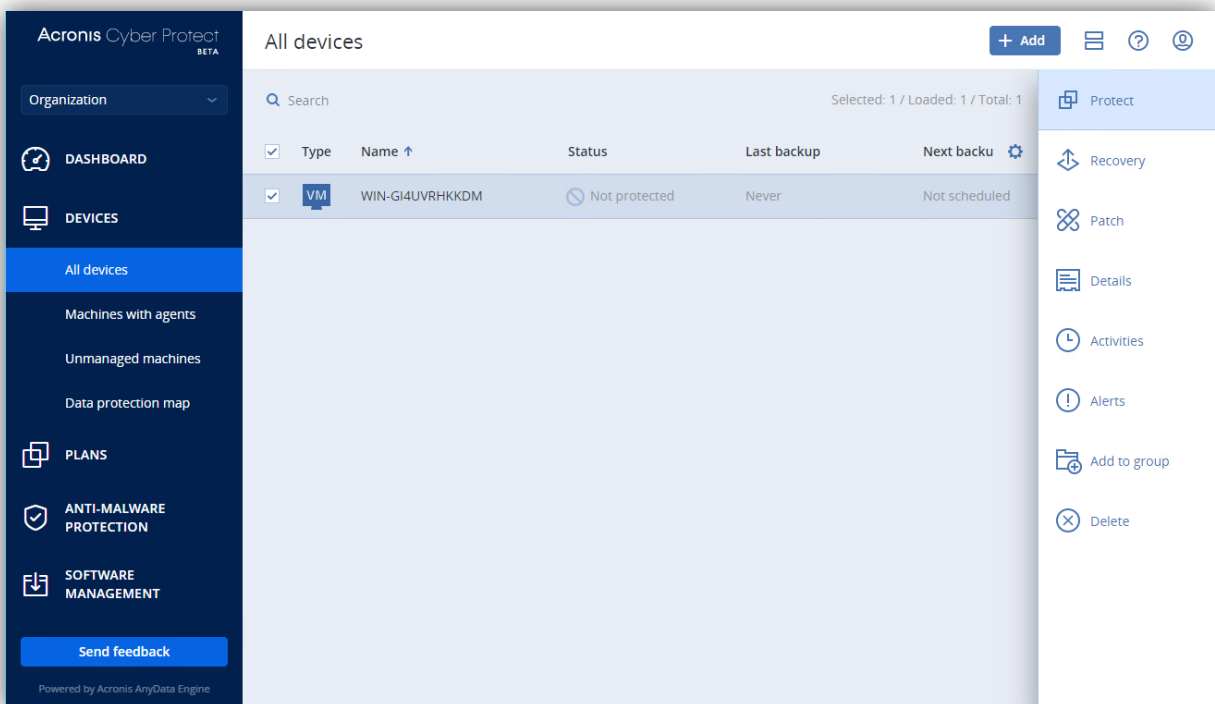 Acronis Cyber Protect
BETA
Organization
DASHBOARD
DEVICES
All devices
Machines with agents
Unmanaged machines
Data protection map
PLANS
ANTI-MALWARE
PROTECTION
SOFTWARE
MANAGEMENT
Send feedback
Powered by Acronis AnyData Engine
All devices
+ Add
Search
Selected: 1 / Loaded: 1 / Total: 1
Type Name ↑ Status Last backup Next backu
VM WIN-GI4UVRHKKDM Not protected Never Not scheduled
Protect
Recovery
Patch
Details
Activities
Alerts
Add to group
Delete